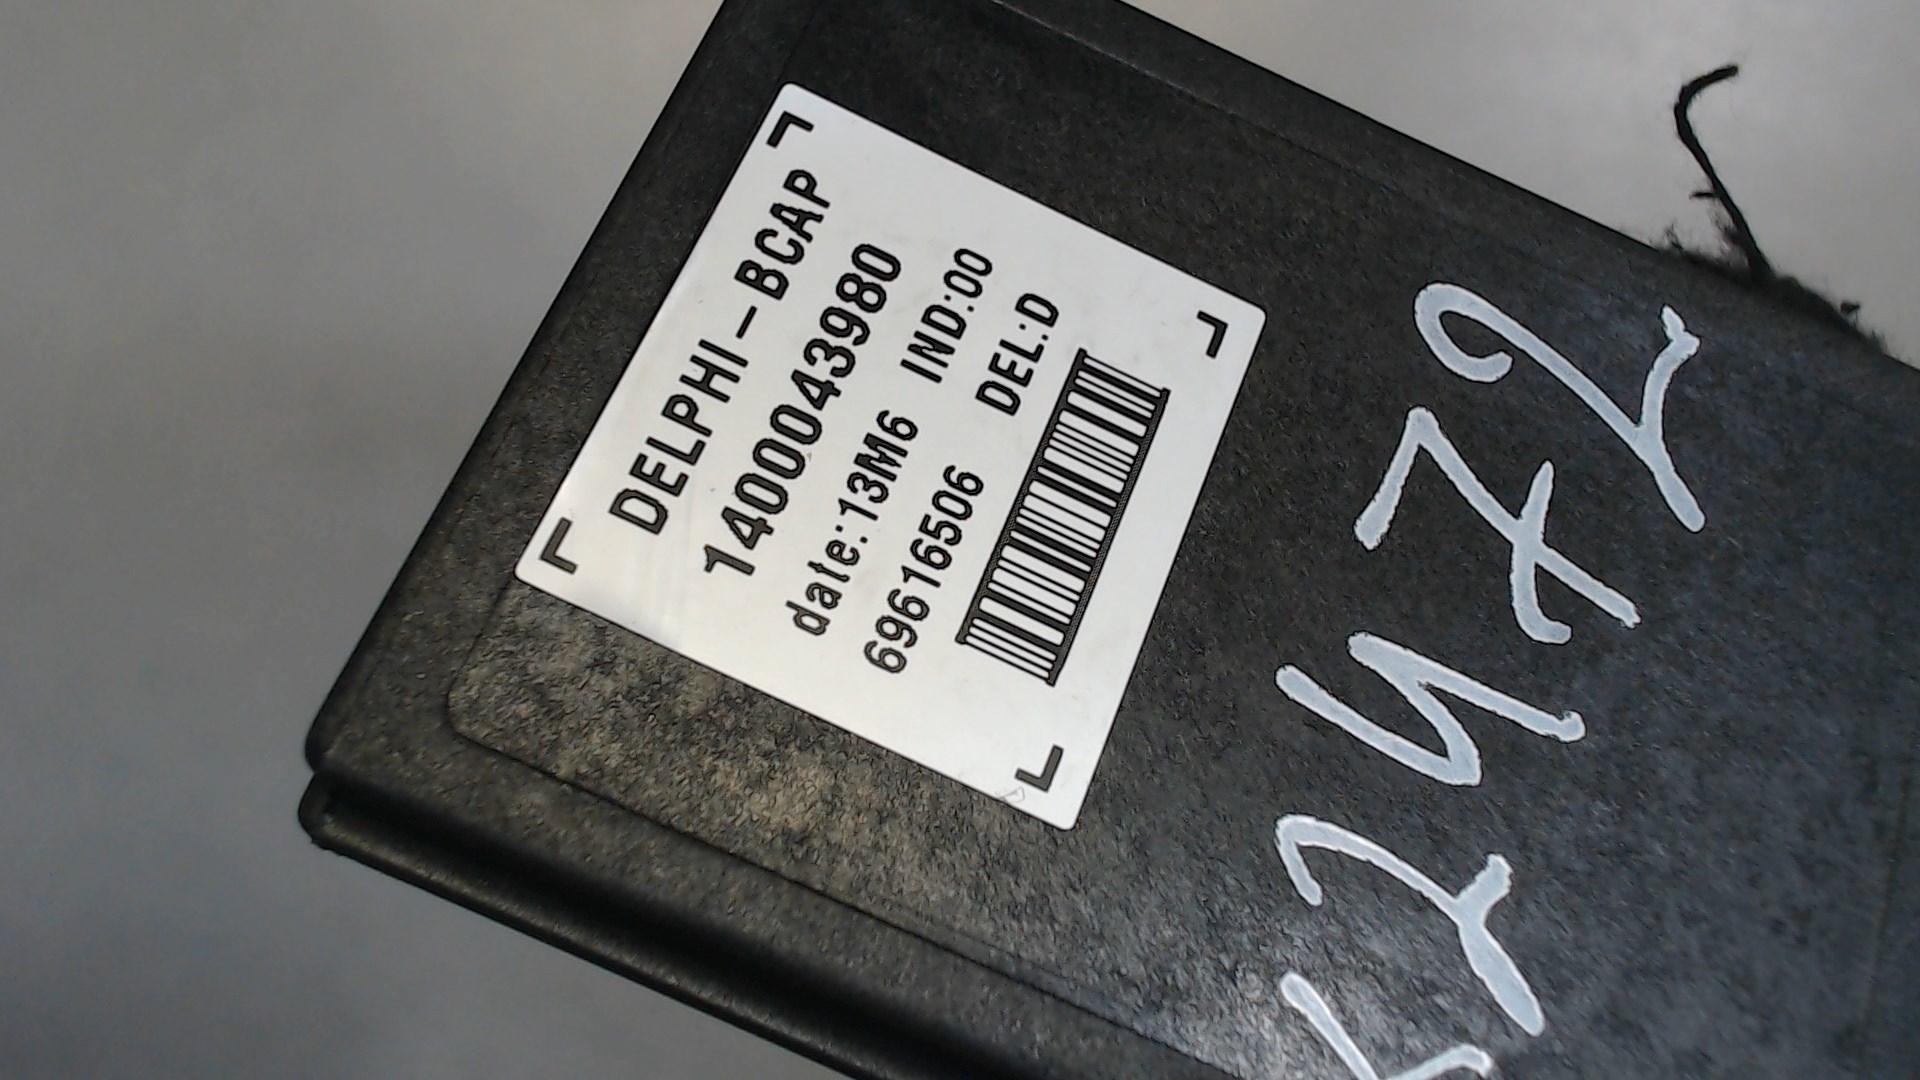 DELPHI-BCAP
1400043980
date:13M6 IND:00
69616506 DEL:D
2472